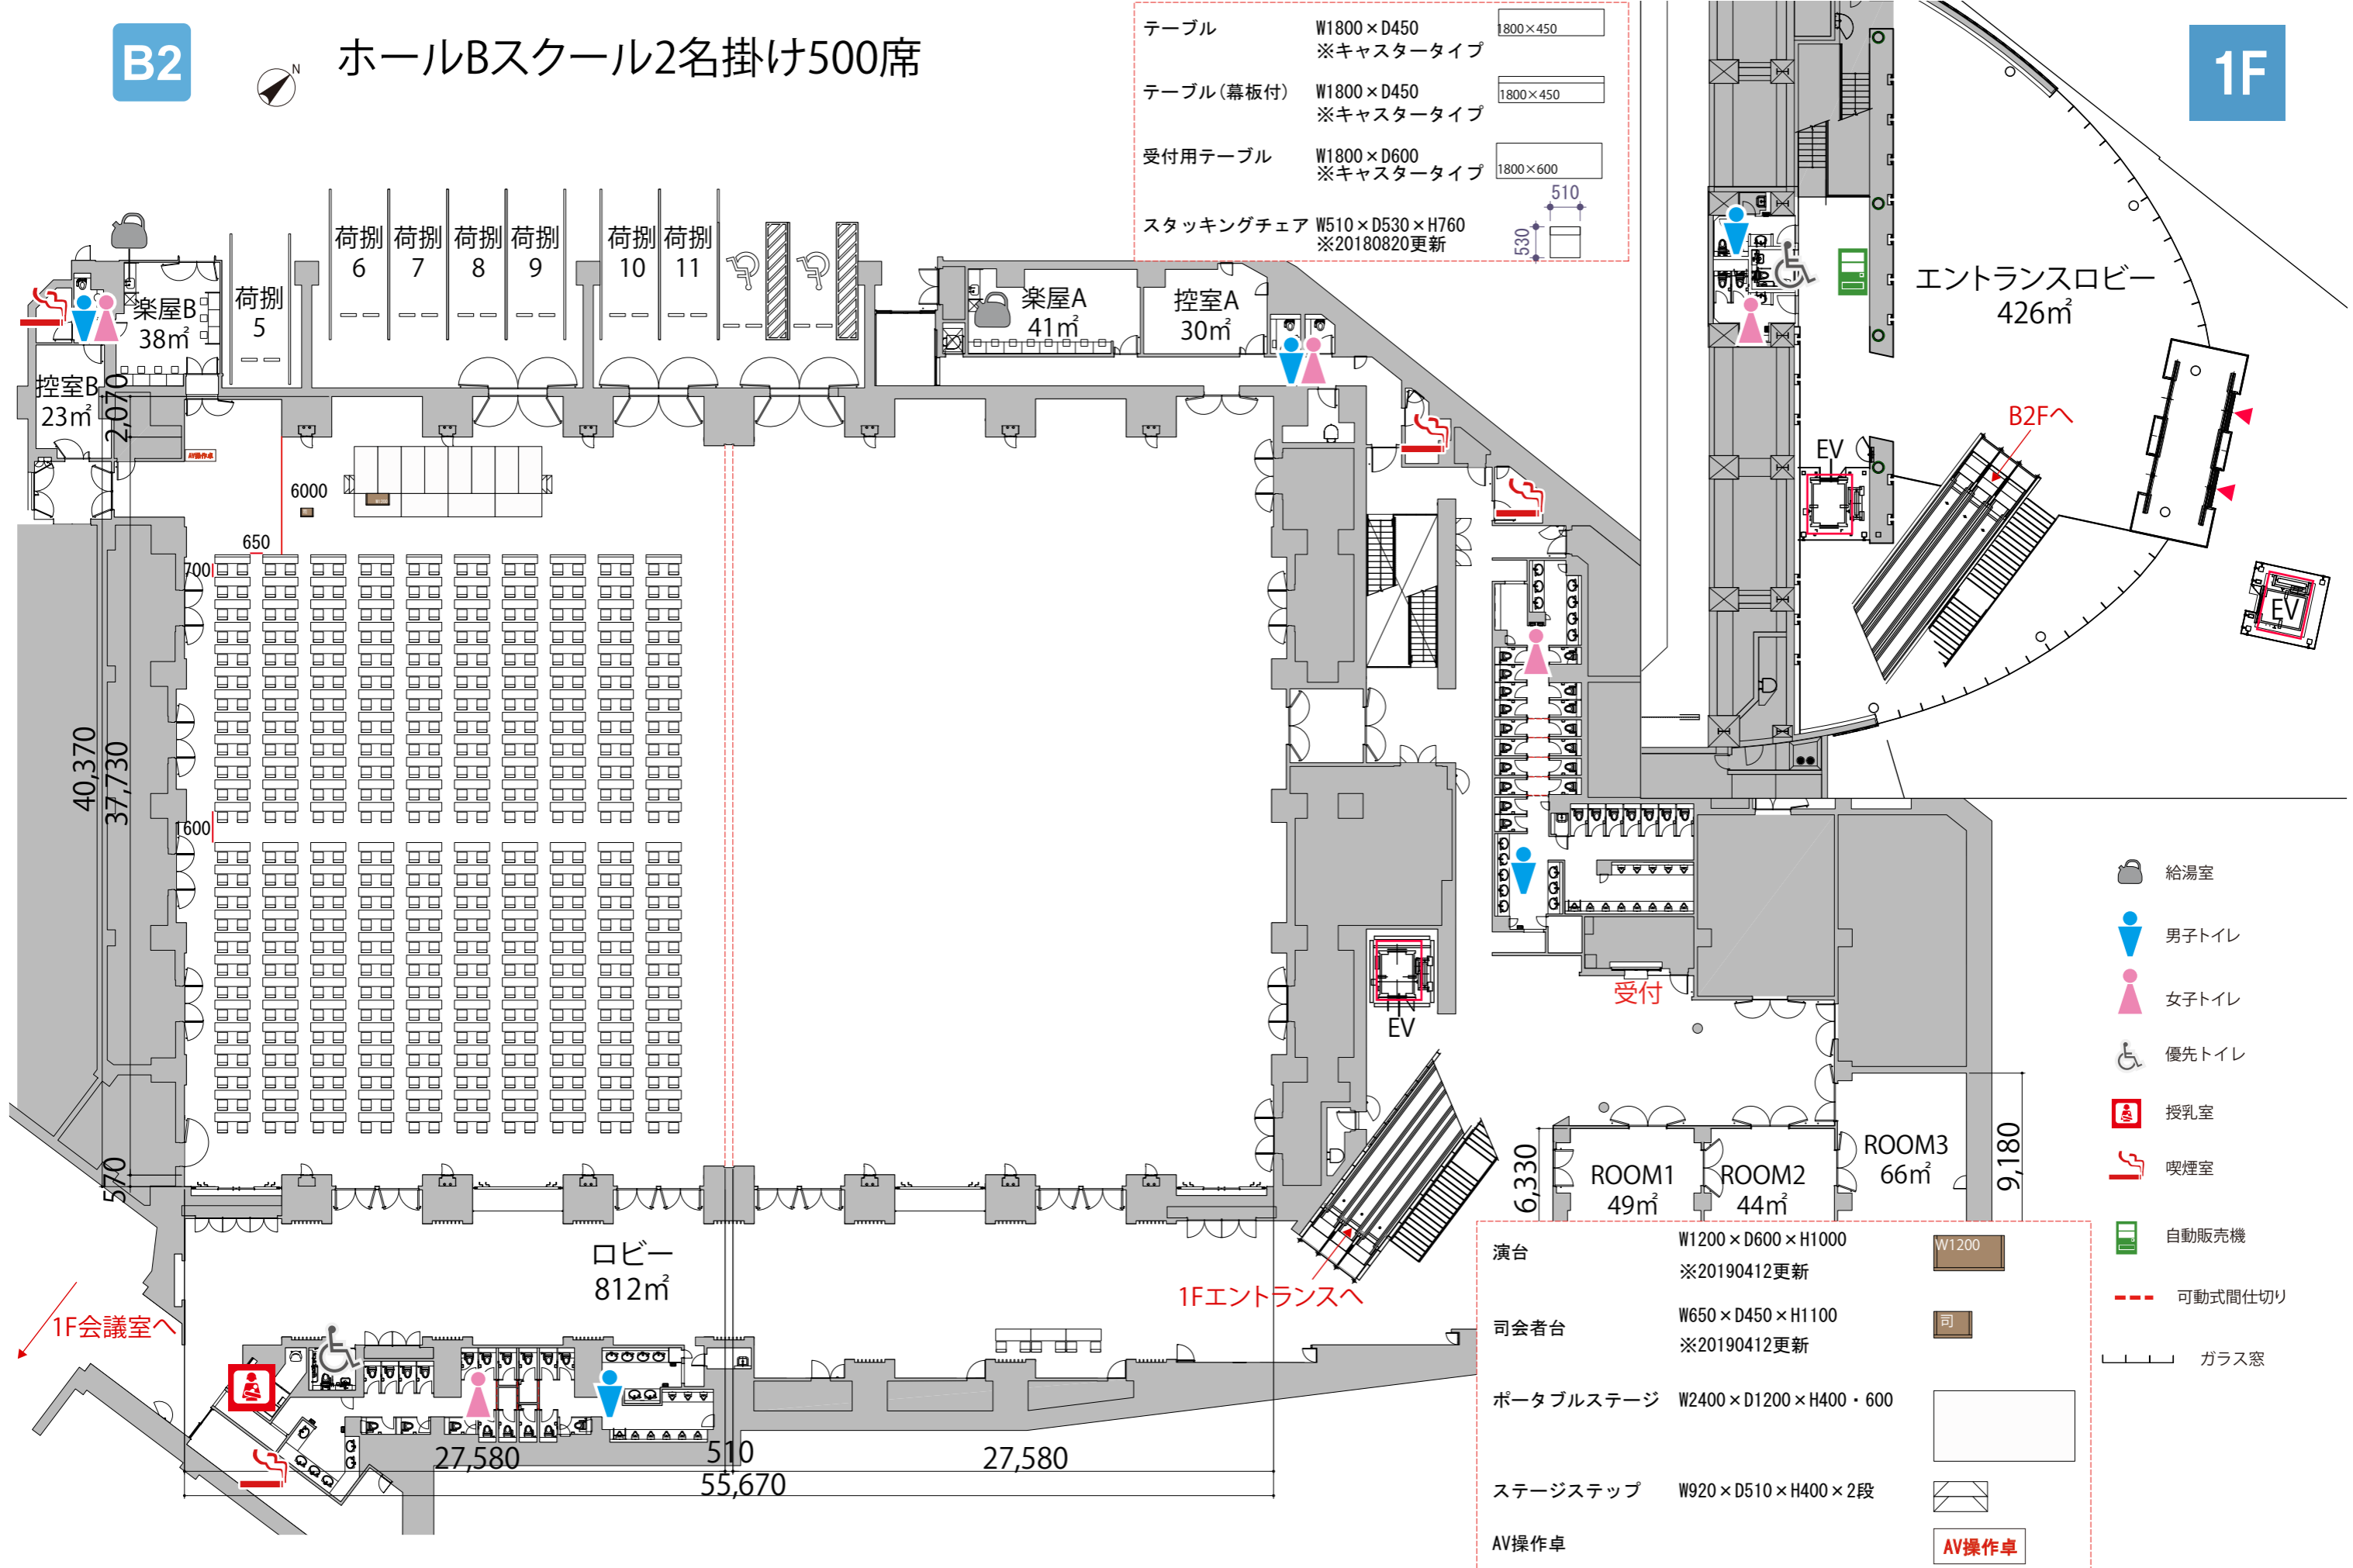 B2
N
ホールBスクール2名掛け500席
テーブル W1800×D450 1800×450
※キャスタータイプ
テーブル(幕板付) W1800×D450 1800×450
※キャスタータイプ
受付用テーブル W1800×D600 1800×600
※キャスタータイプ
510
スタッキングチェア W510×D530×H760
※20180820更新
530
1F
荷捌
5
荷捌
6
荷捌
7
荷捌
8
荷捌
9
荷捌
10
荷捌
11
楽屋B
38㎡
控室B
23㎡
楽屋A
41㎡
控室A
30㎡
エントランスロビー
426㎡
B2Fへ
EV
EV
2,070
AV操作卓
6000
650
700
600
40,370
37,730
570
受付
EV
ROOM1
49㎡
ROOM2
44㎡
ROOM3
66㎡
6,330
9,180
ロビー
812㎡
1Fエントランスへ
1F会議室へ
27,580
510
27,580
55,670
給湯室
男子トイレ
女子トイレ
優先トイレ
授乳室
喫煙室
自動販売機
可動式間仕切り
ガラス窓
演台 W1200×D600×H1000 W1200
※20190412更新
司会者台 W650×D450×H1100 司
※20190412更新
ポータブルステージ W2400×D1200×H400・600
ステージステップ W920×D510×H400×2段
AV操作卓 AV操作卓